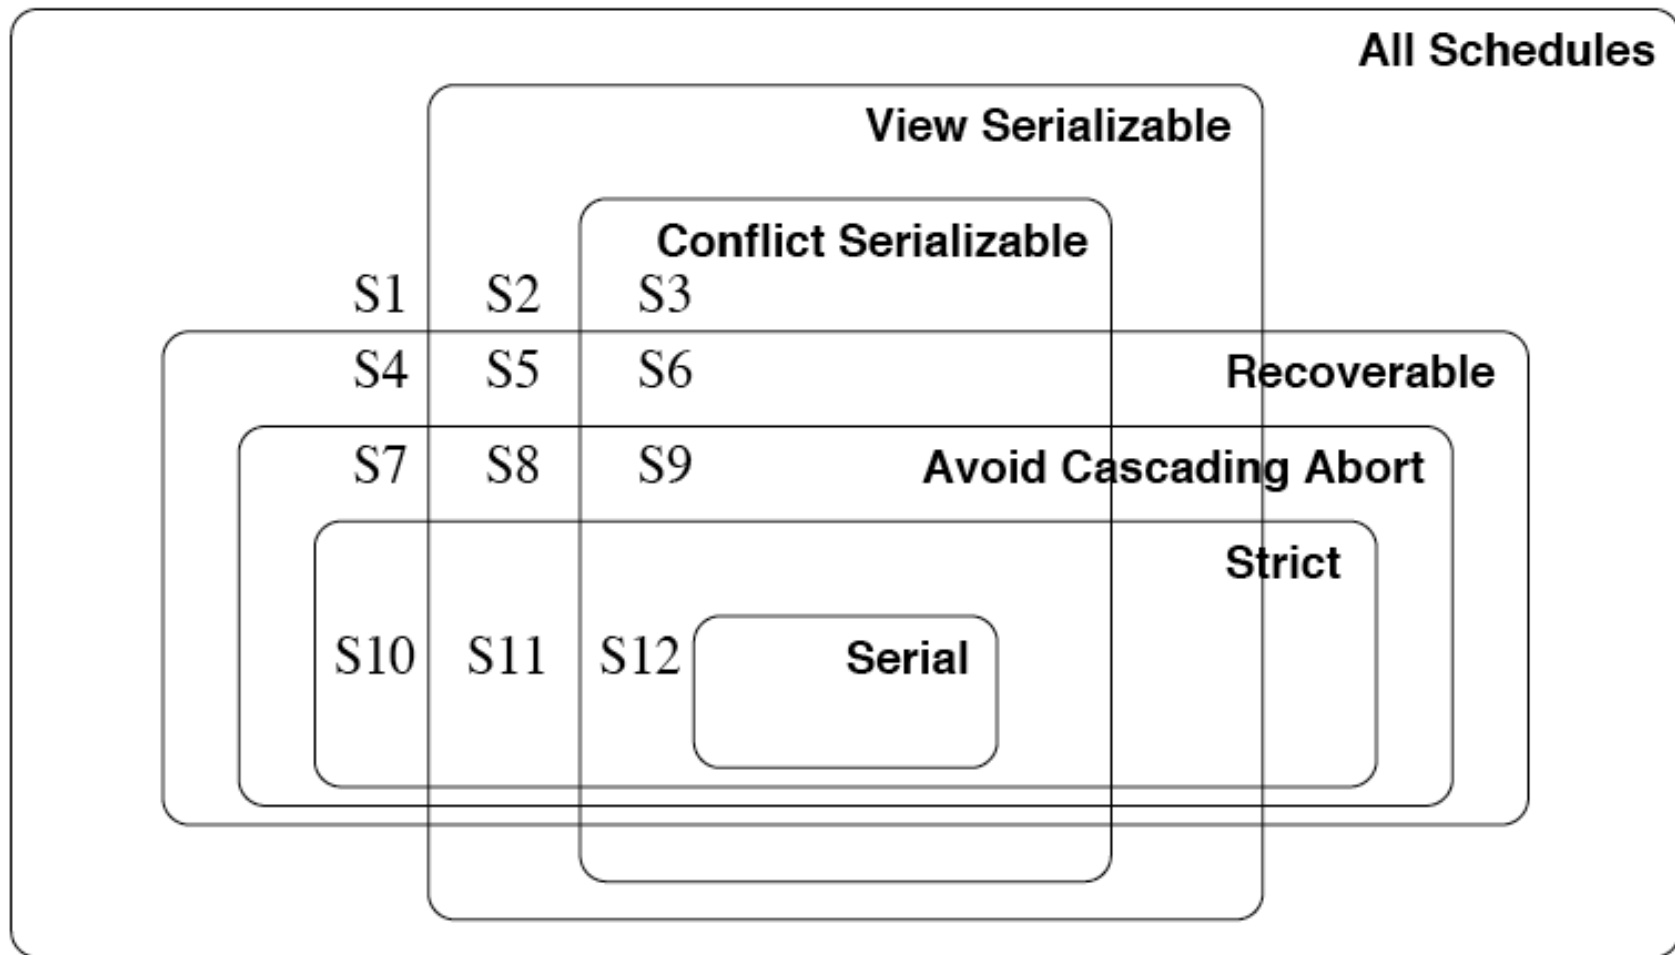 All Schedules
View Serializable
Conflict Serializable
S1 S2 S3
S4 S5 S6 Recoverable
S7 S8 S9 Avoid Cascading Abort
Strict
S10 S11 S12 Serial